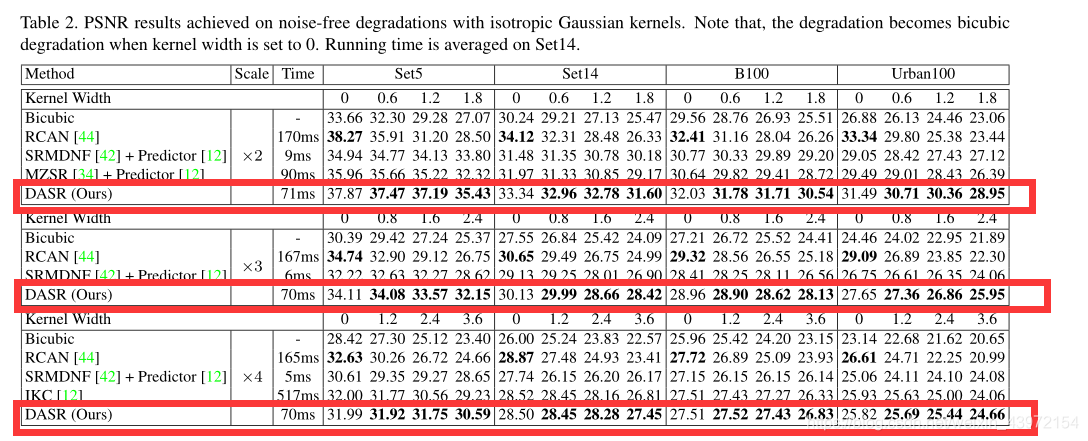 Table 2. PSNR results achieved on noise-free degradations with isotropic Gaussian kernels. Note that, the degradation becomes bicubic
degradation when kernel width is set to 0. Running time is averaged on Set14.
Method Scale Time Set5 Set14 B100 Urban100
Kernel Width 0 0.6 1.2 1.8 0 0.6 1.2 1.8 0 0.6 1.2 1.8 0 0.6 1.2 1.8
Bicubic - 33.66 32.30 29.28 27.07 30.24 29.21 27.13 25.47 29.56 28.76 26.93 25.51 26.88 26.13 24.46 23.06
RCAN [44] 170ms 38.27 35.91 31.20 28.50 34.12 32.31 28.48 26.33 32.41 31.16 28.04 26.26 33.34 29.80 25.38 23.44
SRMDNF [42] + Predictor [12] ×2 9ms 34.94 34.77 34.13 33.80 31.48 31.35 30.78 30.18 30.77 30.33 29.89 29.20 29.05 28.42 27.43 27.12
MZSR [34] + Predictor [12] 90ms 35.96 35.66 35.22 32.32 31.97 31.33 30.85 29.17 30.64 29.82 29.41 28.72 29.49 29.01 28.43 26.39
DASR (Ours) 71ms 37.87 37.47 37.19 35.43 33.34 32.96 32.78 31.60 32.03 31.78 31.71 30.54 31.49 30.71 30.36 28.95
Kernel Width 0 0.8 1.6 2.4 0 0.8 1.6 2.4 0 0.8 1.6 2.4 0 0.8 1.6 2.4
Bicubic - 30.39 29.42 27.24 25.37 27.55 26.84 25.42 24.09 27.21 26.72 25.52 24.41 24.46 24.02 22.95 21.89
RCAN [44] ×3 167ms 34.74 32.90 29.12 26.75 30.65 29.49 26.75 24.99 29.32 28.56 26.55 25.18 29.09 26.89 23.85 22.30
SRMDNF [42] + Predictor [12] 6ms 32.22 32.63 32.27 28.62 29.13 29.25 28.01 26.90 28.41 28.25 28.11 26.56 26.75 26.61 26.35 24.06
DASR (Ours) 70ms 34.11 34.08 33.57 32.15 30.13 29.99 28.66 28.42 28.96 28.90 28.62 28.13 27.65 27.36 26.86 25.95
Kernel Width 0 1.2 2.4 3.6 0 1.2 2.4 3.6 0 1.2 2.4 3.6 0 1.2 2.4 3.6
Bicubic - 28.42 27.30 25.12 23.40 26.00 25.24 23.83 22.57 25.96 25.42 24.20 23.15 23.14 22.68 21.62 20.65
RCAN [44] 165ms 32.63 30.26 26.72 24.66 28.87 27.48 24.93 23.41 27.72 26.89 25.09 23.93 26.61 24.71 22.25 20.99
SRMDNF [42] + Predictor [12] ×4 5ms 30.61 29.35 29.27 28.65 27.74 26.15 26.20 26.17 27.15 26.15 26.15 26.14 25.06 24.11 24.10 24.08
IKC [12] 517ms 32.00 31.77 30.56 29.23 28.52 28.45 28.16 26.81 27.51 27.43 27.27 26.33 25.93 25.63 25.00 24.06
DASR (Ours) 70ms 31.99 31.92 31.75 30.59 28.50 28.45 28.28 27.45 27.51 27.52 27.43 26.83 25.82 25.69 25.44 24.66